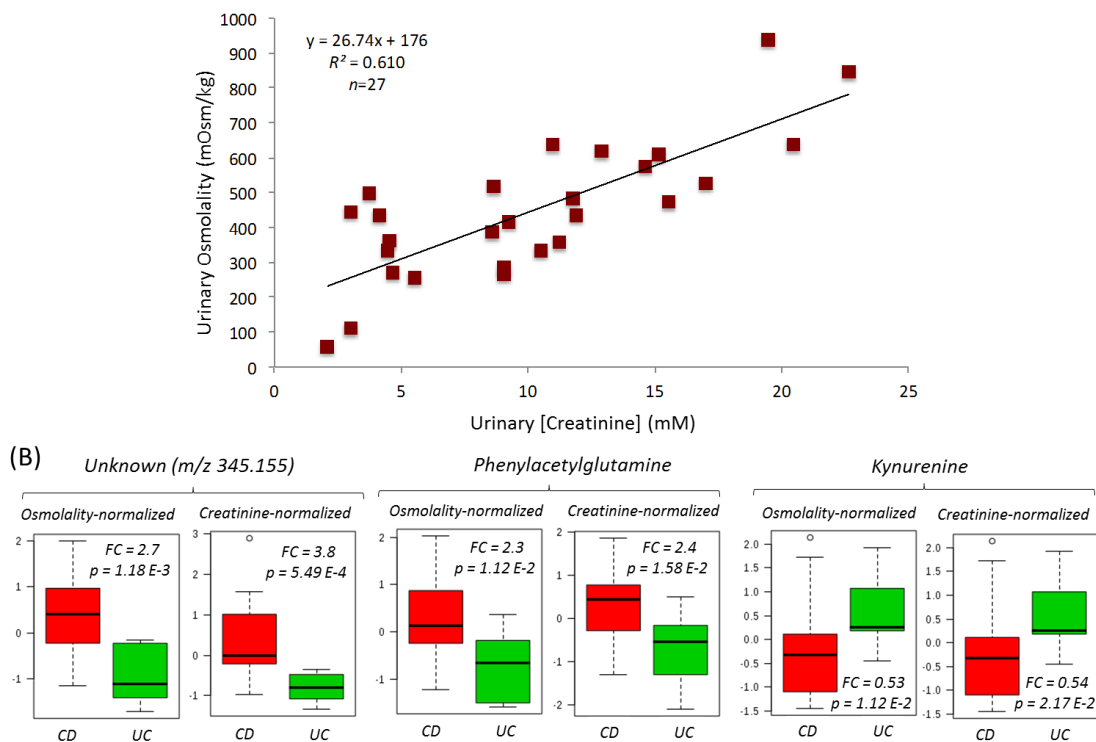 y = 26.74x + 176
R² = 0.610
n=27
Urinary Osmolality (mOsm/kg)
1000
900
800
700
600
500
400
300
200
100
0
0 5 10 15 20 25
Urinary [Creatinine] (mM)
(B)
Unknown (m/z 345.155) Phenylacetylglutamine Kynurenine
Osmolality-normalized Creatinine-normalized Osmolality-normalized Creatinine-normalized Osmolality-normalized Creatinine-normalized
2
1
0
-1
FC = 2.7
p = 1.18 E-3
CD UC
3
2
1
0
-1
FC = 3.8
p = 5.49 E-4
CD UC
2
1
0
-1
FC = 2.3
p = 1.12 E-2
CD UC
2
1
0
-1
-2
FC = 2.4
p = 1.58 E-2
CD UC
2.0
1.5
1.0
0.5
0.0
-0.5
-1.0
-1.5
FC = 0.53
p = 1.12 E-2
CD UC
2.0
1.5
1.0
0.5
0.0
-0.5
-1.0
-1.5
FC = 0.54
p = 2.17 E-2
CD UC